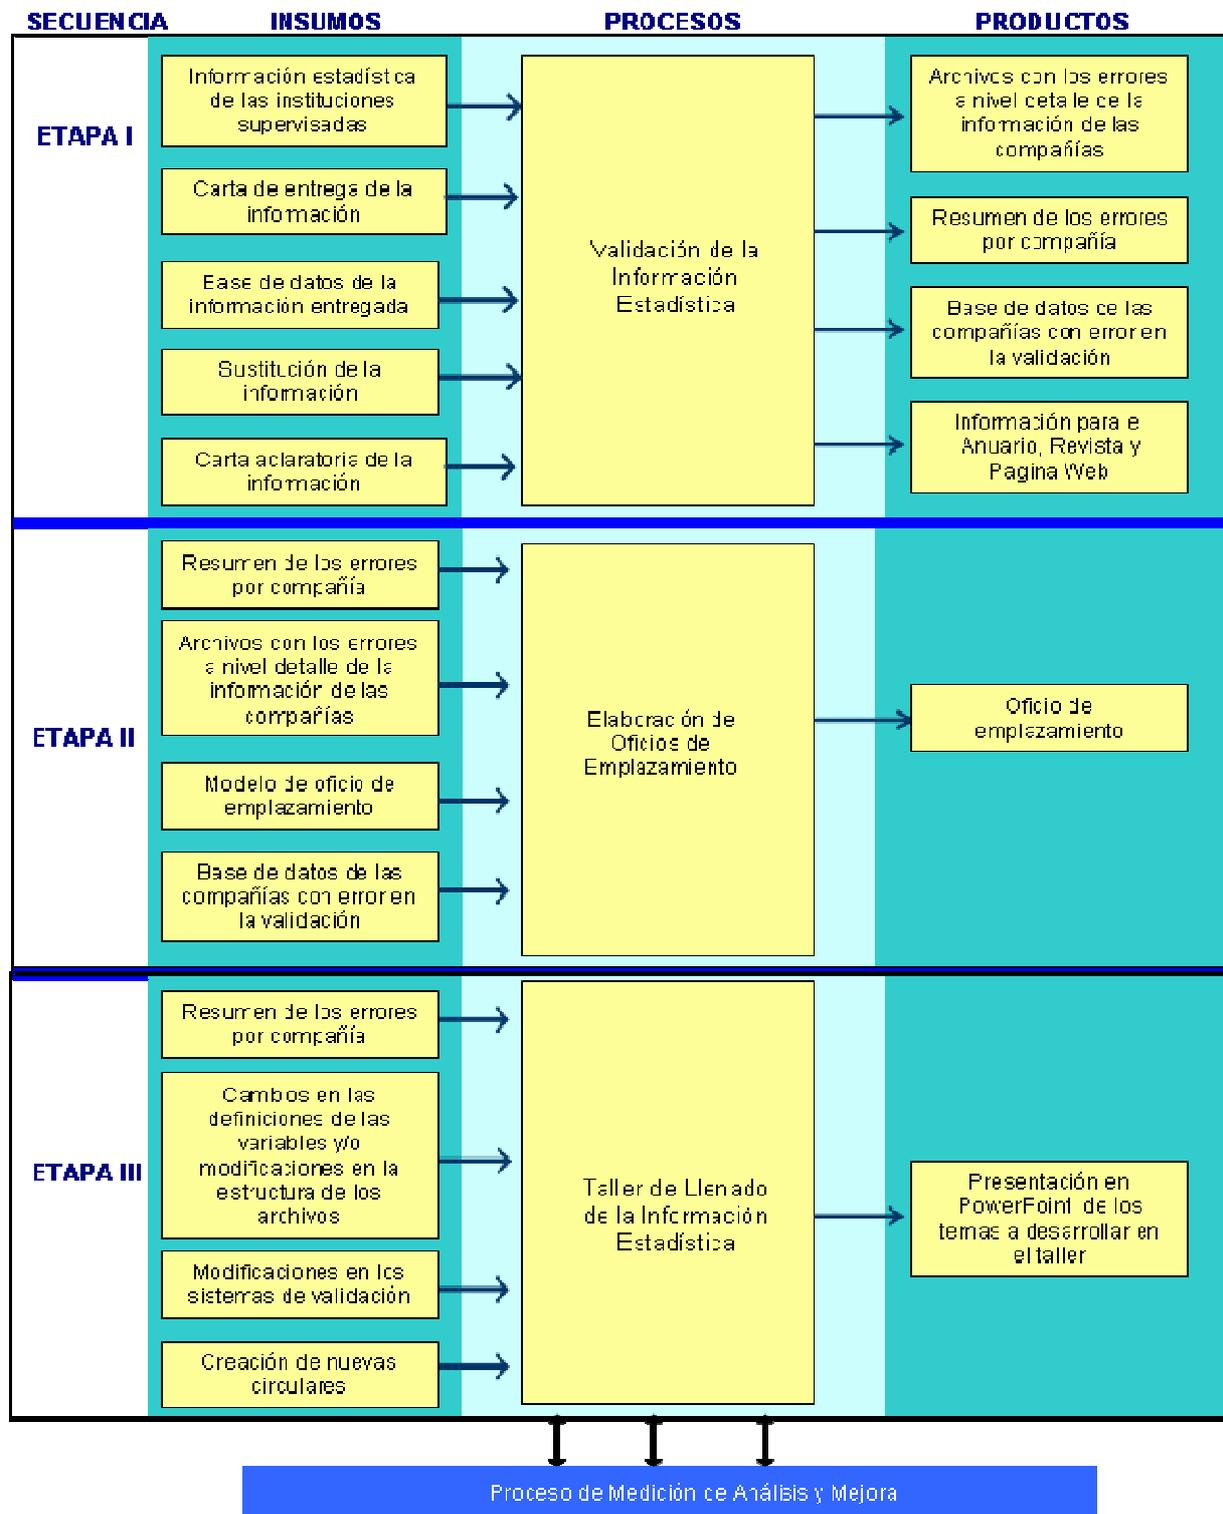 SECUENCIA INSUMOS PROCESOS PRODUCTOS
ETAPA I
Información estadística
de las instituciones
supervisadas
Carta de entrega de la
información
Base de datos de la
información entregada
Sustitución de la
información
Carta aclaratoria de la
información
Validación de la
Información
Estadística
Archivos con los errores
a nivel detalle de la
información de las
compañías
Resumen de los errores
por compañía
Base de datos de las
compañías con error en
la validación
Información para el
Anuario, Revista y
Pagina Web
ETAPA II
Resumen de los errores
por compañía
Archivos con los errores
a nivel detalle de la
información de las
compañías
Modelo de oficio de
emplazamiento
Base de datos de las
compañías con error en
la validación
Elaboración de
Oficios de
Emplazamiento
Oficio de
emplazamiento
ETAPA III
Resumen de los errores
por compañía
Cambios en las
definiciones de las
variables y/o
modificaciones en la
estructura de los
archivos
Modificaciones en los
sistemas de validación
Creación de nuevas
circulares
Taller de Llenado
de la Información
Estadística
Presentación en
PowerPoint de los
temas a desarrollar en
el taller
Proceso de Medición de Análisis y Mejora